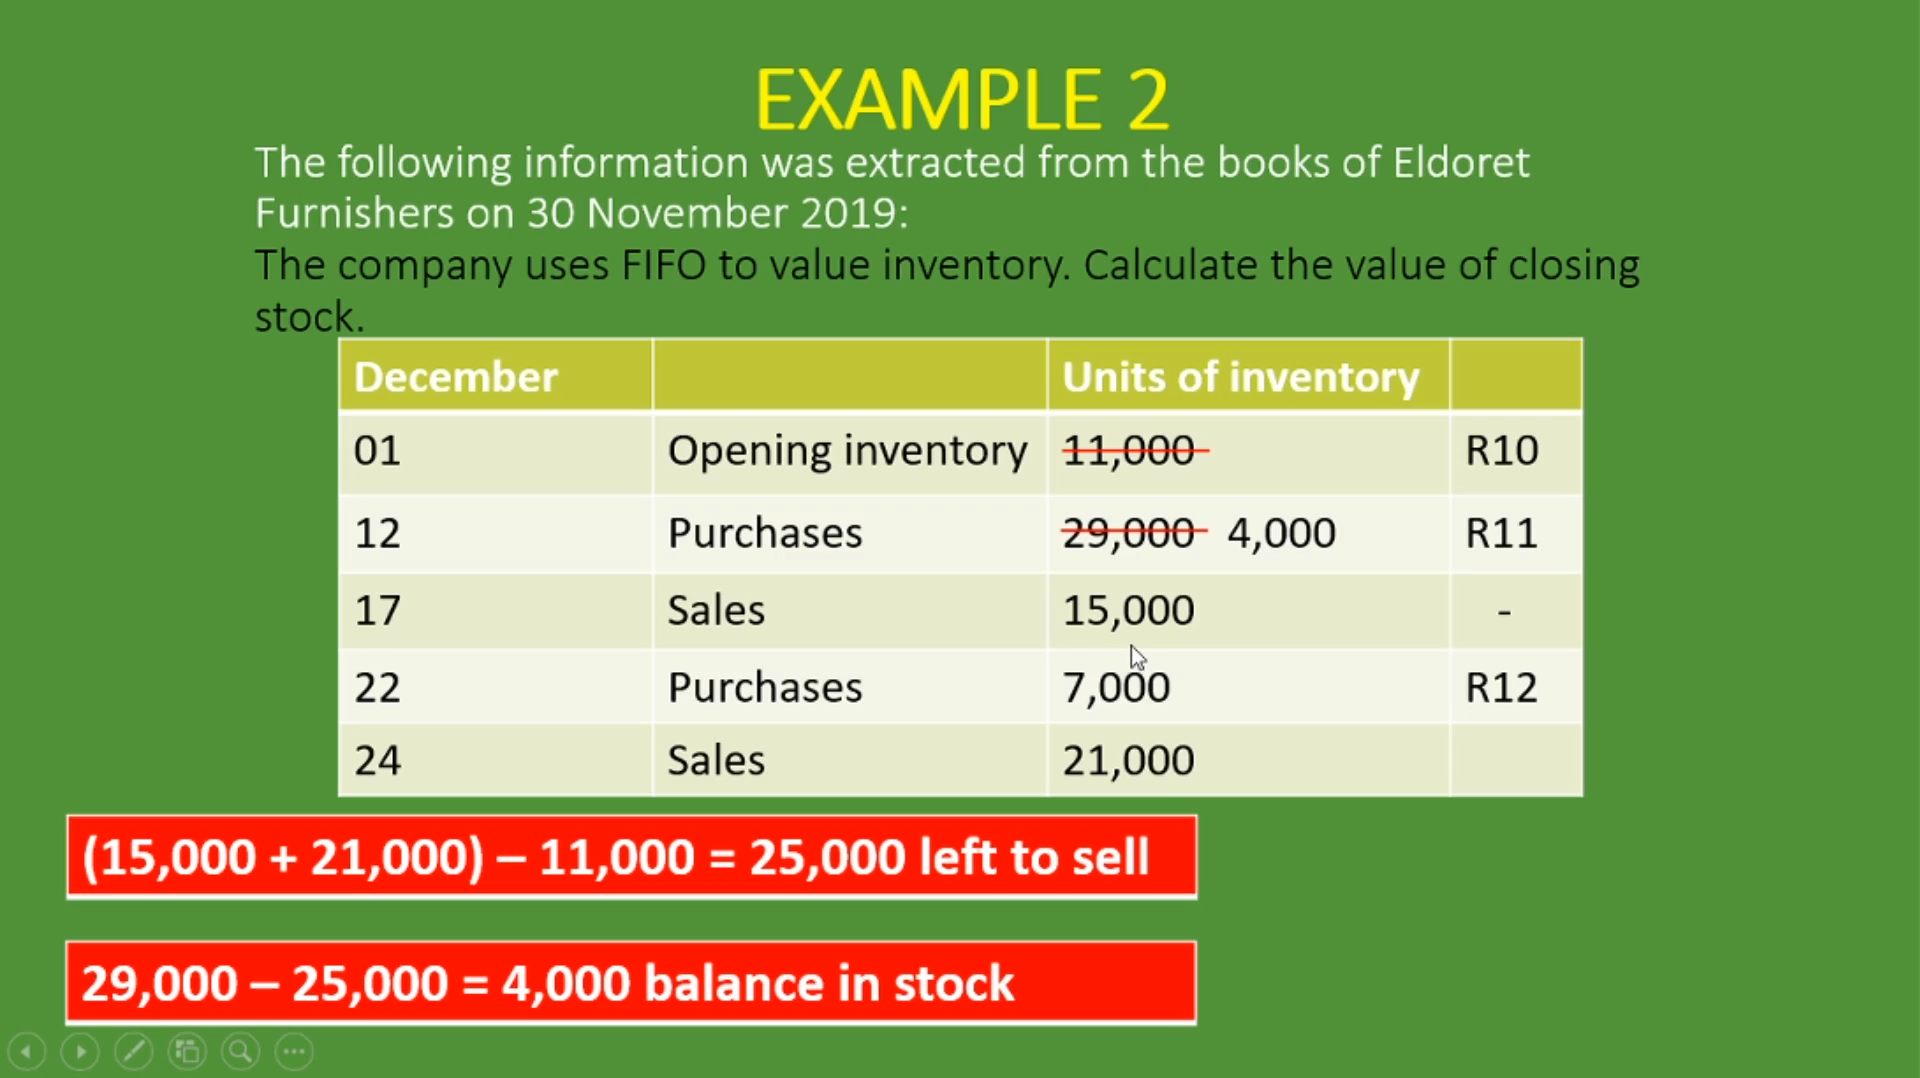 EXAMPLE 2
The following information was extracted from the books of Eldoret
Furnishers on 30 November 2019:
The company uses FIFO to value inventory. Calculate the value of closing
stock.
December Units of inventory
01 Opening inventory 11,000 R10
12 Purchases 29,000 4,000 R11
17 Sales 15,000 -
22 Purchases 7,000 R12
24 Sales 21,000
(15,000 + 21,000) – 11,000 = 25,000 left to sell
29,000 – 25,000 = 4,000 balance in stock